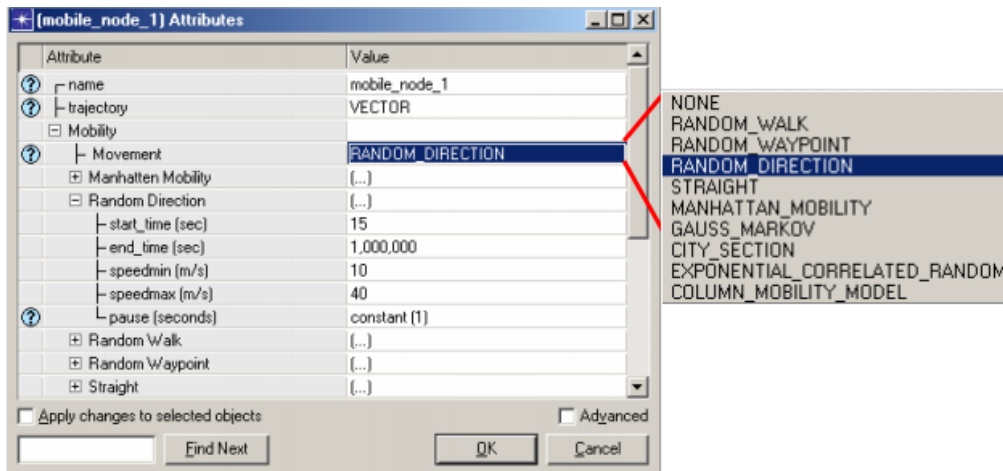 (mobile_node_1) Attributes
Attribute Value
name mobile_node_1
trajectory VECTOR
Mobility
Movement RANDOM_DIRECTION
Manhatten Mobility (...)
Random Direction (...)
start_time (sec) 15
end_time (sec) 1,000,000
speedmin (m/s) 10
speedmax (m/s) 40
pause (seconds) constant (1)
Random Walk (...)
Random Waypoint (...)
Straight (...)
Apply changes to selected objects Advanced
Find Next OK Cancel
NONE
RANDOM_WALK
RANDOM_WAYPOINT
RANDOM_DIRECTION
STRAIGHT
MANHATTAN_MOBILITY
GAUSS_MARKOV
CITY_SECTION
EXPONENTIAL_CORRELATED_RANDOM
COLUMN_MOBILITY_MODEL